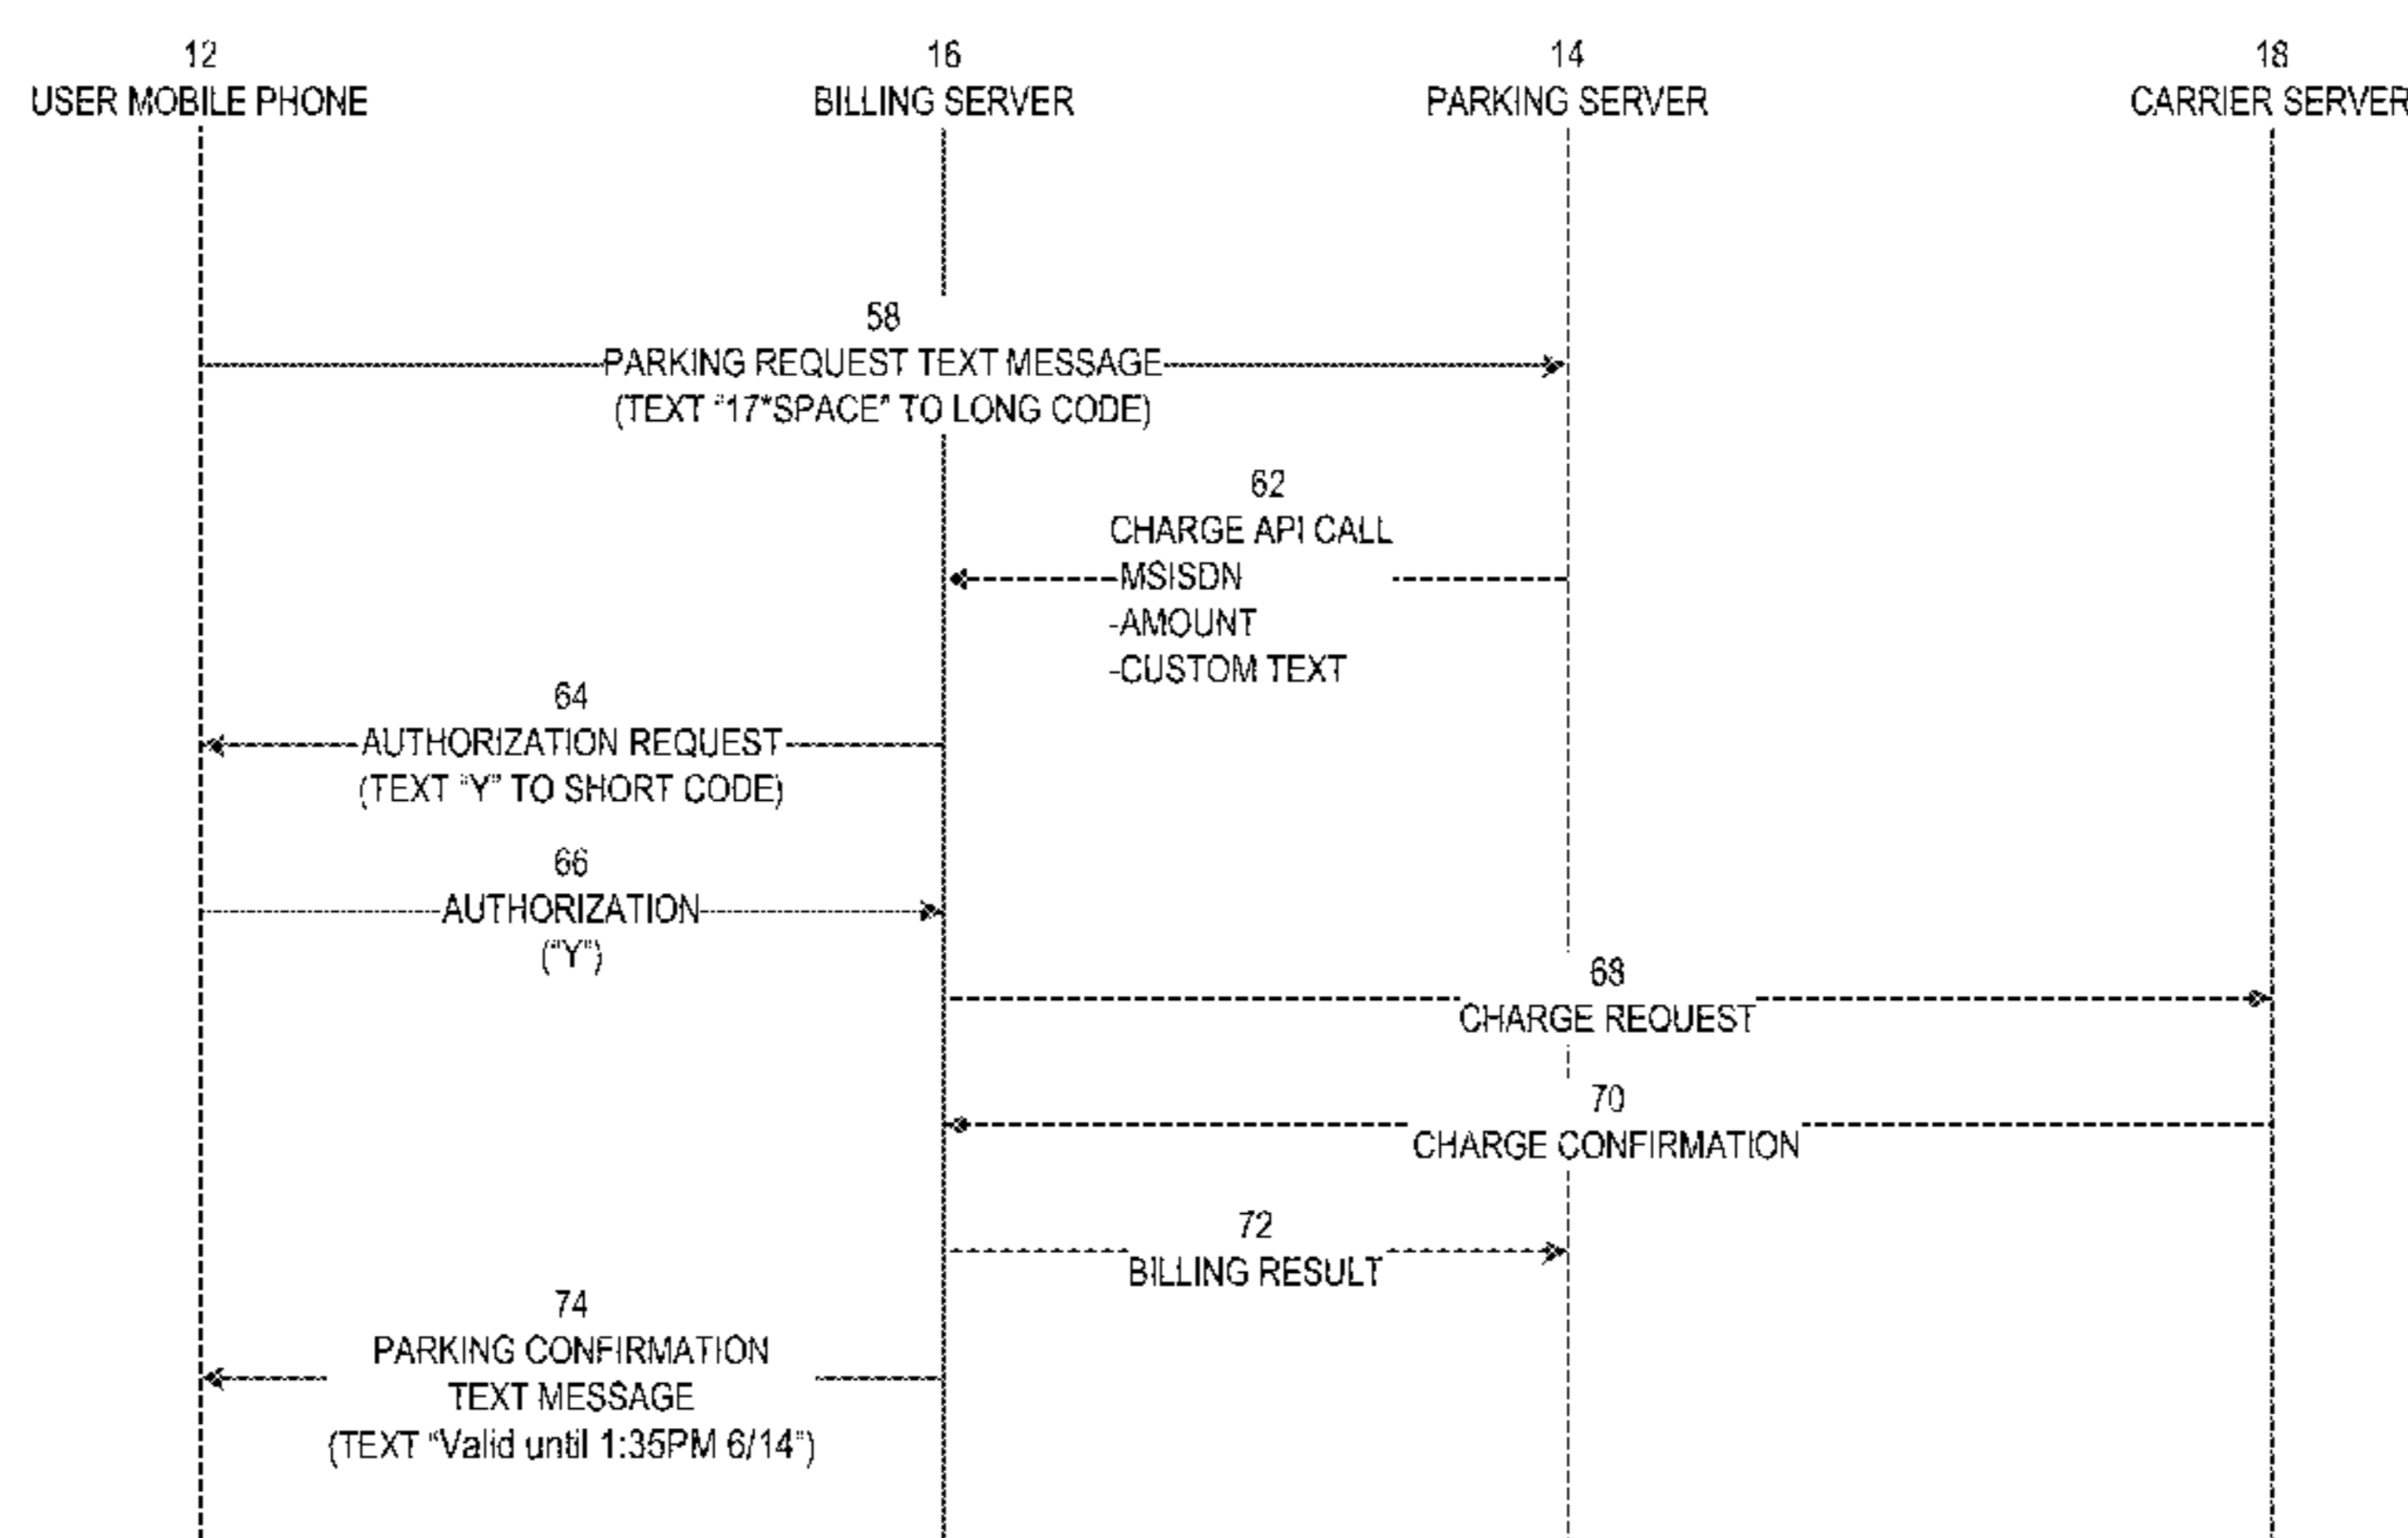 12
USER MOBILE PHONE
16
BILLING SERVER
14
PARKING SERVER
18
CARRIER SERVER
58
PARKING REQUEST TEXT MESSAGE
(TEXT "17*SPACE" TO LONG CODE)
62
CHARGE API CALL
-MSISDN
-AMOUNT
-CUSTOM TEXT
64
AUTHORIZATION REQUEST
(TEXT "Y" TO SHORT CODE)
66
AUTHORIZATION
("Y")
68
CHARGE REQUEST
70
CHARGE CONFIRMATION
72
BILLING RESULT
74
PARKING CONFIRMATION
TEXT MESSAGE
(TEXT "Valid until 1:35PM 6/14")